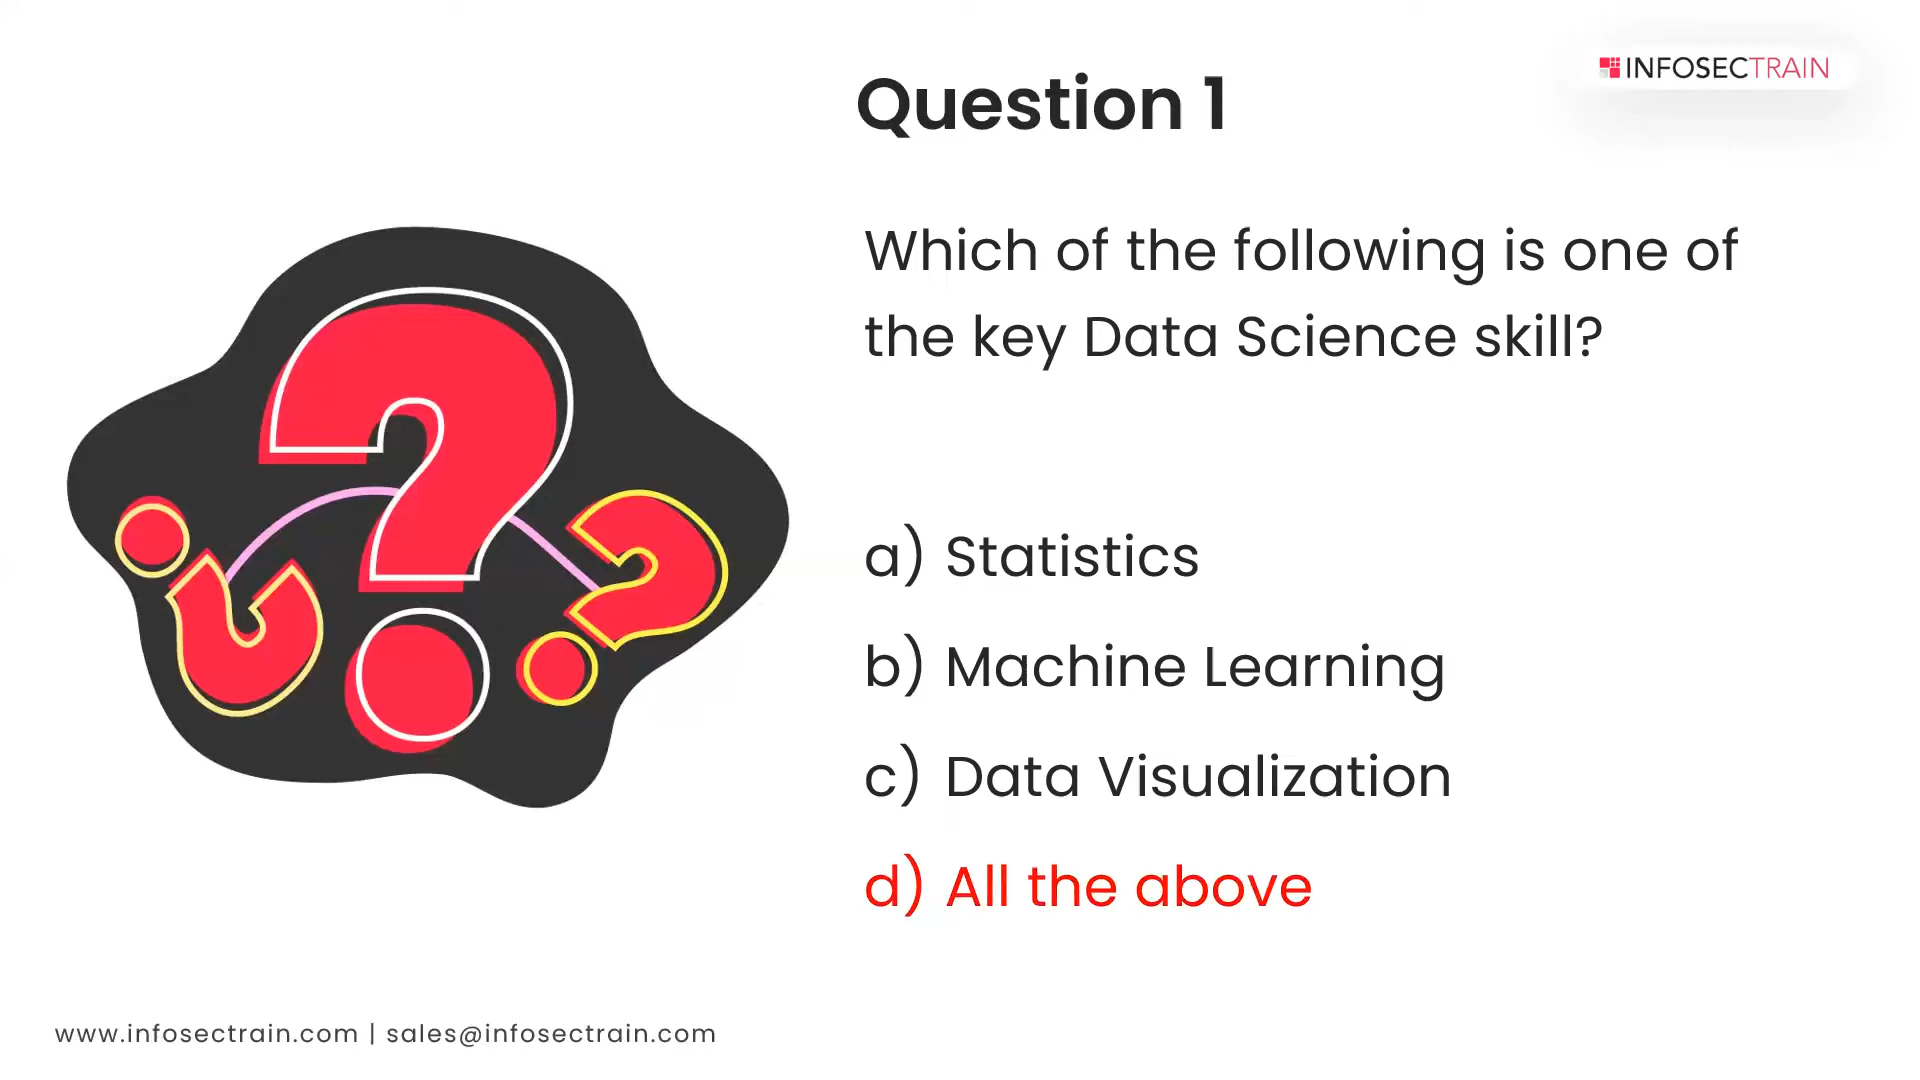 INFOSECTRAIN
Question 1
Which of the following is one of
the key Data Science skill?
a) Statistics
b) Machine Learning
c) Data Visualization
d) All the above
www.infosectrain.com | sales@infosectrain.com